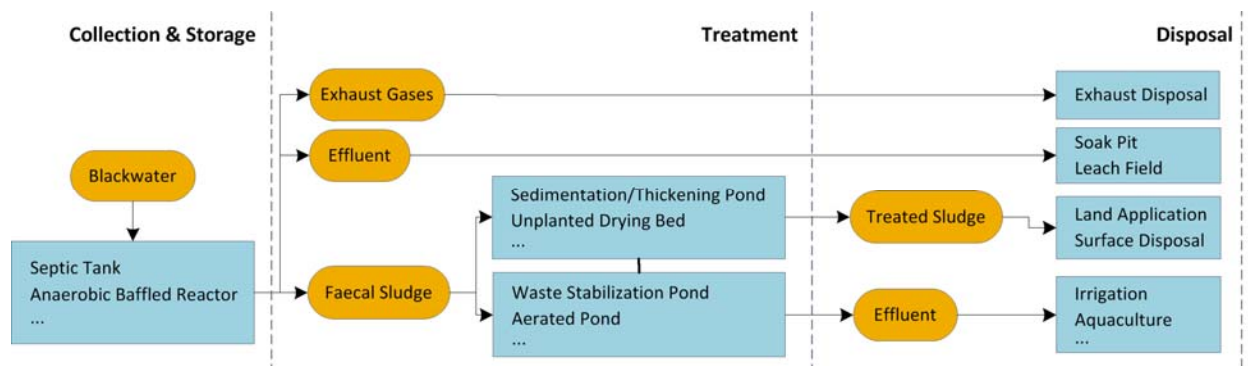 Collection & Storage
Treatment
Disposal
Exhaust Gases
Exhaust Disposal
Effluent
Soak Pit
Leach Field
Blackwater
Sedimentation/Thickening Pond
Unplanted Drying Bed
...
Treated Sludge
Land Application
Surface Disposal
Septic Tank
Anaerobic Baffled Reactor
...
Faecal Sludge
Waste Stabilization Pond
Aerated Pond
...
Effluent
Irrigation
Aquaculture
...